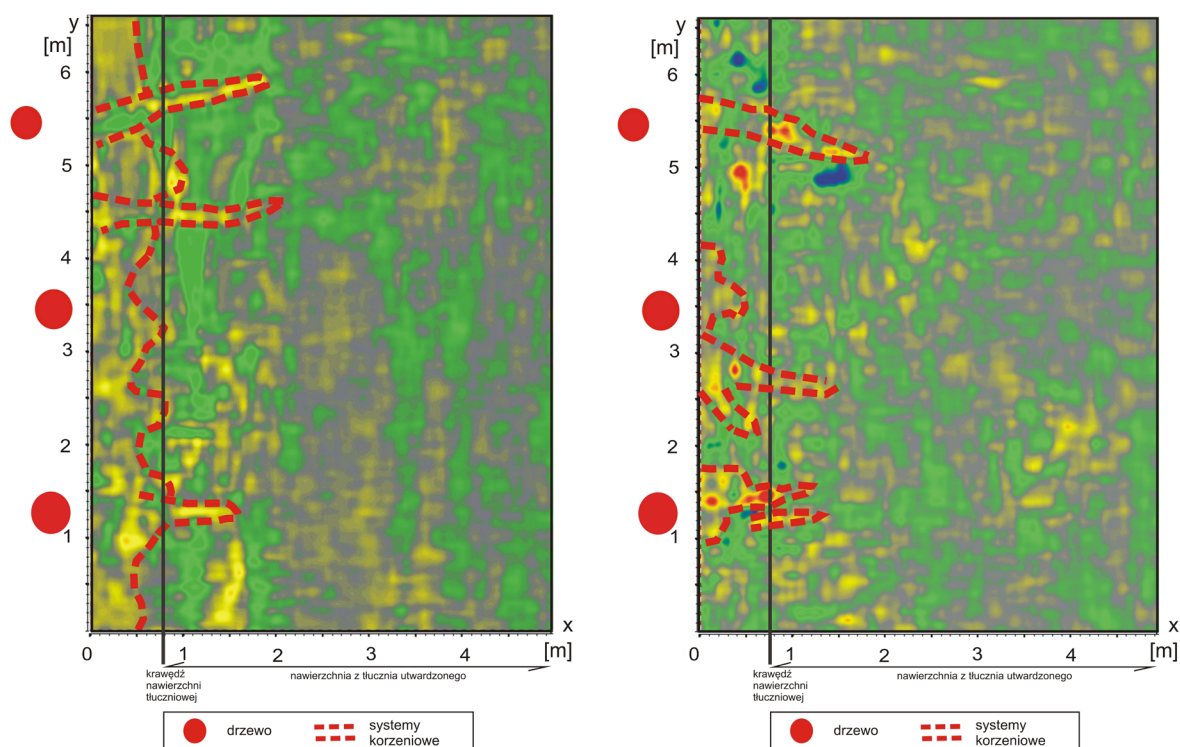 y
[m]
6
5
4
3
2
1
0
1
2
3
4
x
[m]
krawędź
nawierzchni
tłuczniowej
nawierzchnia z tłucznia utwardzonego
drzewo
systemy
korzeniowe
y
[m]
6
5
4
3
2
1
0
1
2
3
4
x
[m]
krawędź
nawierzchni
tłuczniowej
nawierzchnia z tłucznia utwardzonego
drzewo
systemy
korzeniowe